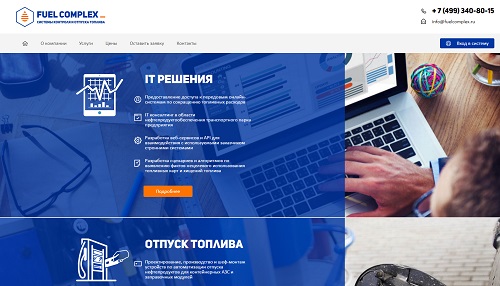 FUEL COMPLEX
СИСТЕМЫ КОНТРОЛЯ И ОТПУСКА ТОПЛИВА
+7 (499) 340-80-15
info@fuelcomplex.ru
О компании Услуги Цены Оставить заявку Контакты Вход в систему
IT РЕШЕНИЯ
Предоставление доступа к передовым онлайн-
системам по сокращению топливных расходов
IT консалтинг в области
нефтепродуктообеспечения транспортного парка
предприятия
Разработки веб-сервисов и API для
взаимодействия с используемыми заказчиком
сторонними системами
Разработка сценариев и алгоритмов по
выявлению фактов нецелевого использования
топливных карт и хищений топлива
Подробнее
ОТПУСК ТОПЛИВА
Проектирование, производство и шеф-монтаж
устройств по автоматизации отпуска
нефтепродуктов для контейнерных АЗС и
заправочных модулей